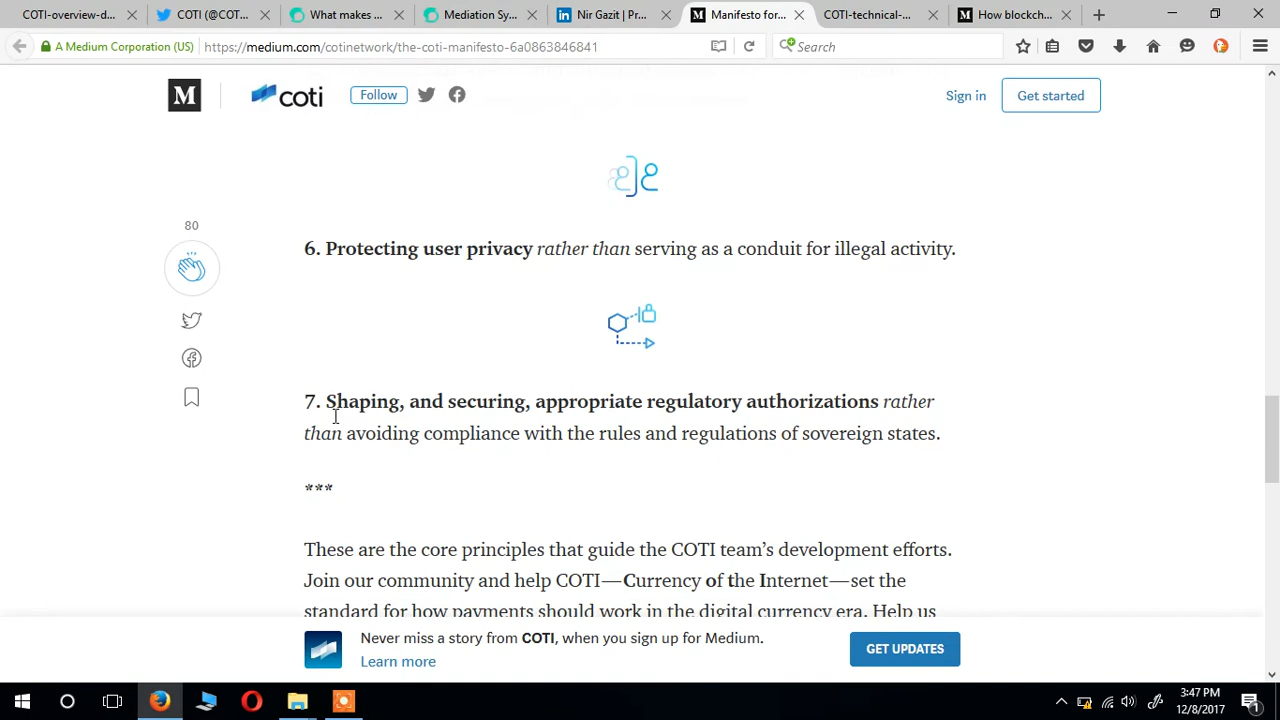 COTI-overview-d...
COTI (@COT...
What makes
Mediation Sy...
Nir Gazit | Pr...
Manifesto for...
COTI-technical-...
How blockch...
A Medium Corporation (US)
https://medium.com/cotinetwork/the-coti-manifesto-6a0863846841
Search
M
coti
Follow
Sign in
Get started
80
6. Protecting user privacy rather than serving as a conduit for illegal activity.
7. Shaping, and securing, appropriate regulatory authorizations rather
than avoiding compliance with the rules and regulations of sovereign states.
***
These are the core principles that guide the COTI team’s development efforts.
Join our community and help COTI—Currency of the Internet—set the
standard for how payments should work in the digital currency era. Help us
Never miss a story from COTI, when you sign up for Medium.
Learn more
GET UPDATES
3:47 PM
12/8/2017
1